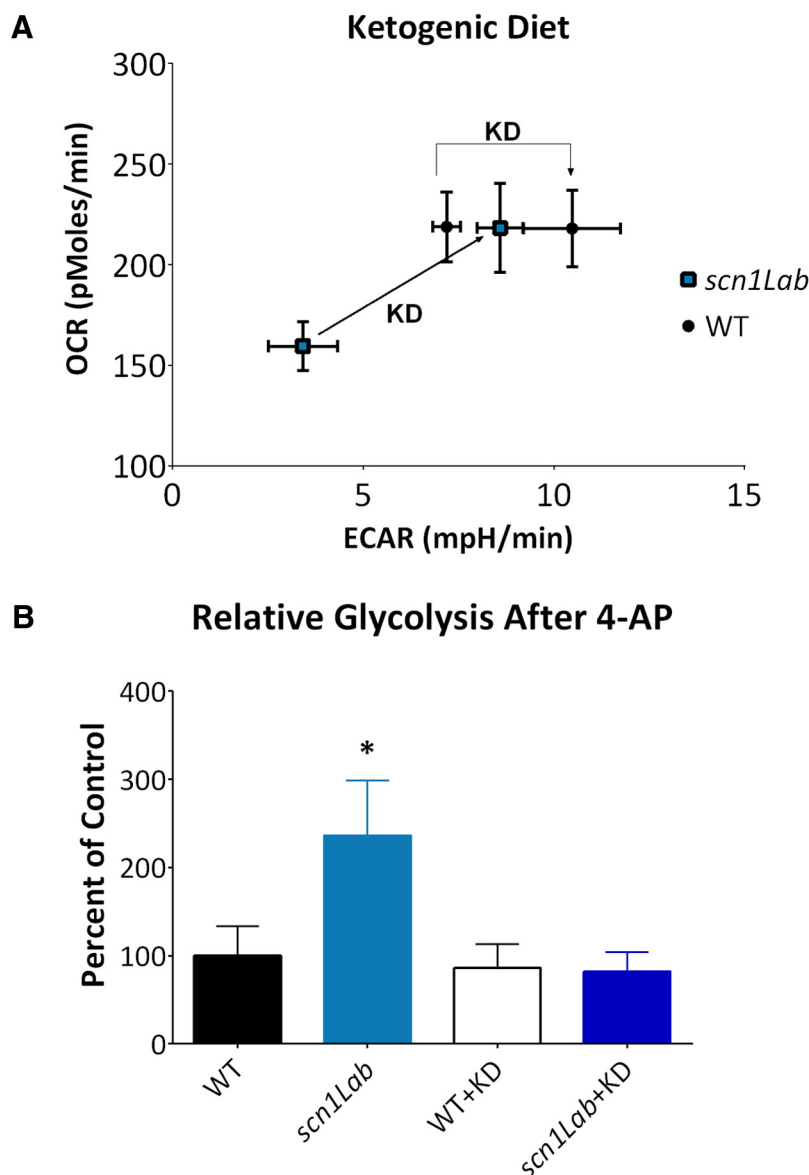 A
Ketogenic Diet
300
250
200
150
100
OCR (pMoles/min)
KD
KD
scn1Lab
WT
0 5 10 15
ECAR (mpH/min)
B
Relative Glycolysis After 4-AP
400
300
200
100
0
Percent of Control
*
WT
scn1Lab
WT+KD
scn1Lab+KD